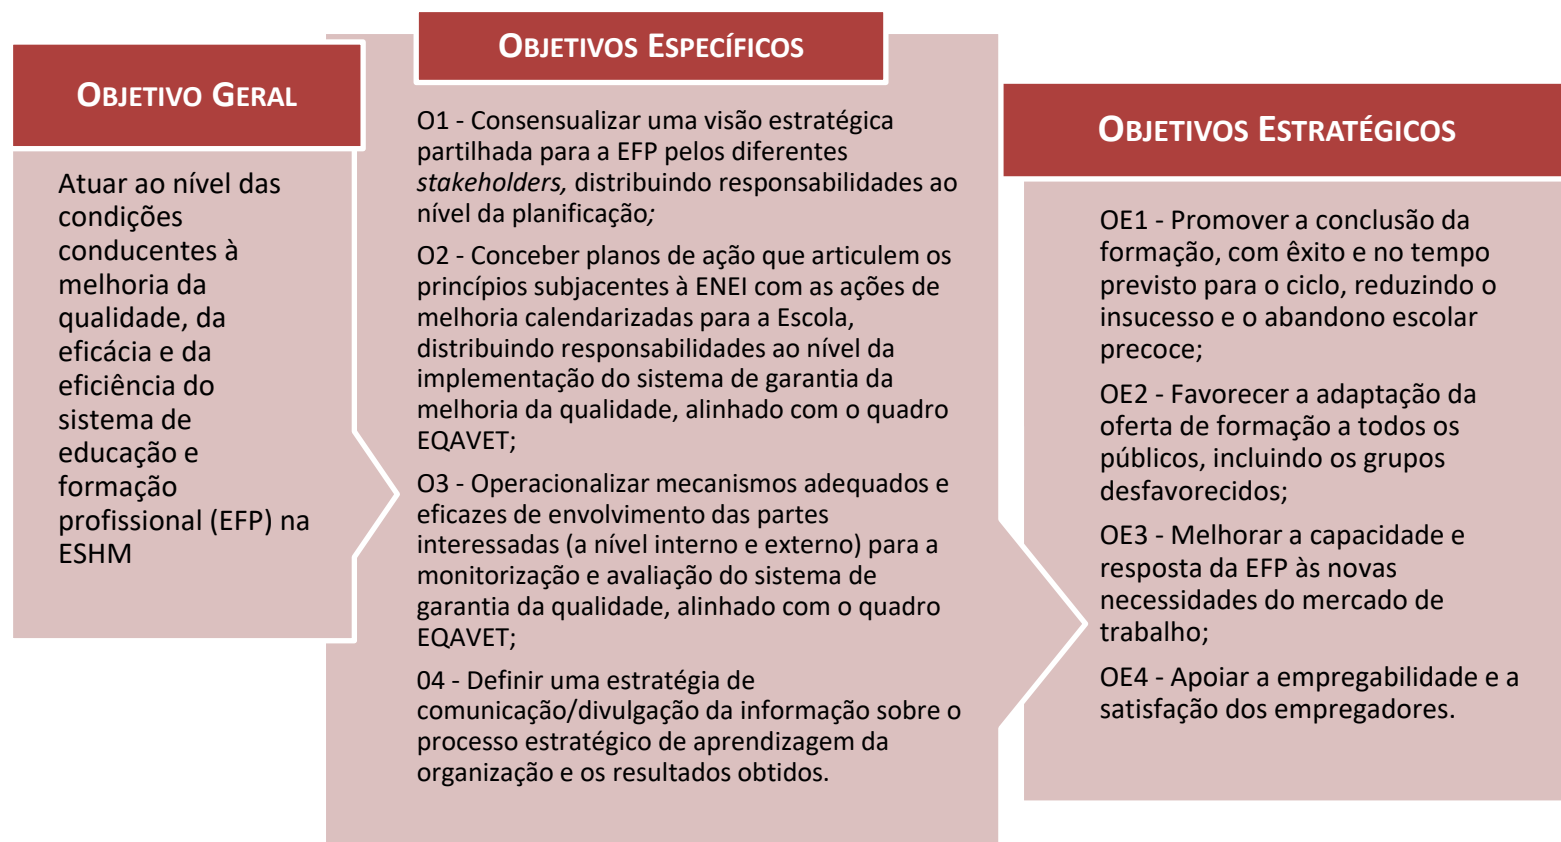 OBJETIVO GERAL
Atuar ao nível das
condições
conducentes à
melhoria da
qualidade, da
eficácia e da
eficiência do
sistema de
educação e
formação
profissional (EFP) na
ESHM
OBJETIVOS ESPECÍFICOS
O1 - Consensualizar uma visão estratégica
partilhada para a EFP pelos diferentes
stakeholders, distribuindo responsabilidades ao
nível da planificação;
O2 - Conceber planos de ação que articulem os
princípios subjacentes à ENEI com as ações de
melhoria calendarizadas para a Escola,
distribuindo responsabilidades ao nível da
implementação do sistema de garantia da
melhoria da qualidade, alinhado com o quadro
EQAVET;
O3 - Operacionalizar mecanismos adequados e
eficazes de envolvimento das partes
interessadas (a nível interno e externo) para a
monitorização e avaliação do sistema de
garantia da qualidade, alinhado com o quadro
EQAVET;
04 - Definir uma estratégia de
comunicação/divulgação da informação sobre o
processo estratégico de aprendizagem da
organização e os resultados obtidos.
OBJETIVOS ESTRATÉGICOS
OE1 - Promover a conclusão da
formação, com êxito e no tempo
previsto para o ciclo, reduzindo o
insucesso e o abandono escolar
precoce;
OE2 - Favorecer a adaptação da
oferta de formação a todos os
públicos, incluindo os grupos
desfavorecidos;
OE3 - Melhorar a capacidade e
resposta da EFP às novas
necessidades do mercado de
trabalho;
OE4 - Apoiar a empregabilidade e a
satisfação dos empregadores.